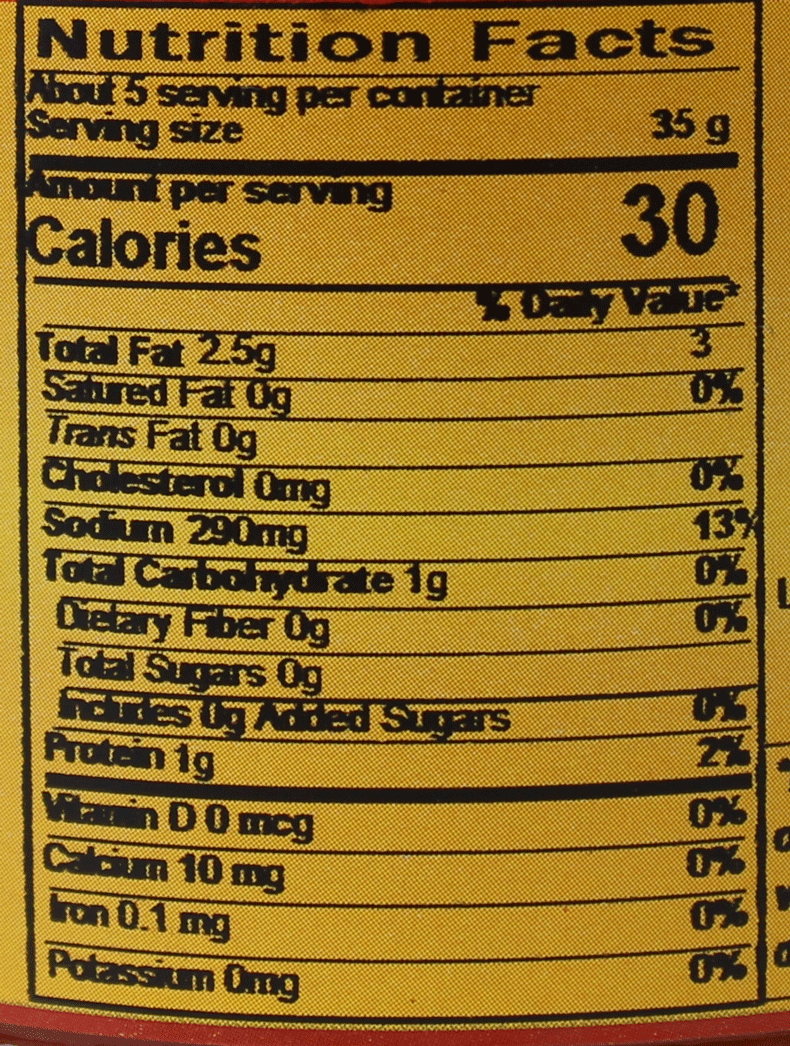 Nutrition Facts
About 5 serving per container
Serving size 35 g
Amount per serving
Calories 30
% Daily Value*
Total Fat 2.5g 3
Satured Fat 0g 0%
Trans Fat 0g
Cholesterol 0mg 0%
Sodium 290mg 13%
Total Carbohydrate 1g 0%
Dietary Fiber 0g 0%
Total Sugars 0g
Includes 0g Added Sugars 0%
Protein 1g 2%
Vitamin D 0 mcg 0%
Calcium 10 mg 0%
Iron 0.1 mg 0%
Potassium 0mg 0%